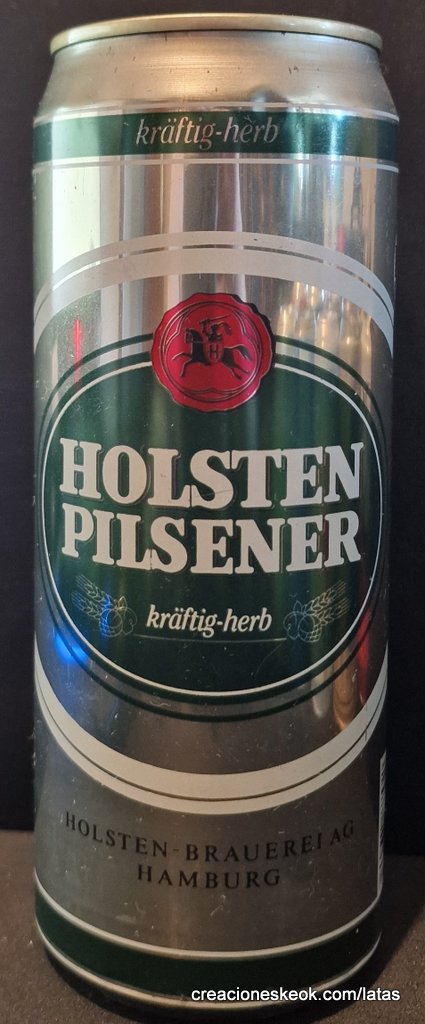 kräftig-herb
H
HOLSTEN
PILSENER
kräftig-herb
HOLSTEN-BRAUEREI AG
HAMBURG
creacioneskeok.com/latas